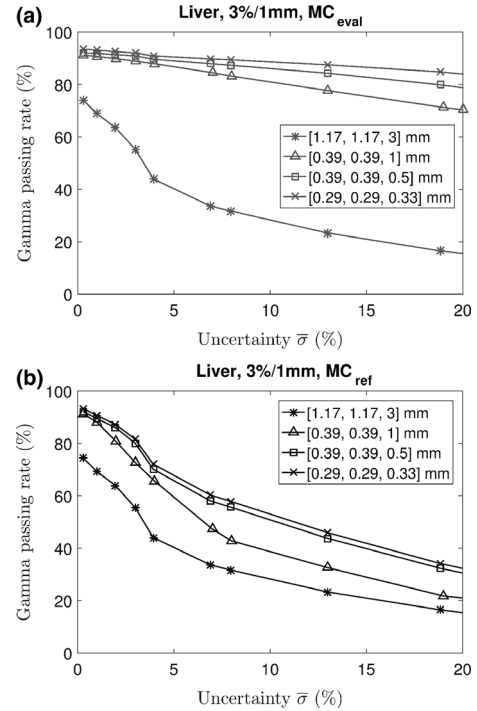 (a)
Liver, 3%/1mm, MC_eval
Gamma passing rate (%)
100
80
60
40
20
0
[1.17, 1.17, 3] mm
[0.39, 0.39, 1] mm
[0.39, 0.39, 0.5] mm
[0.29, 0.29, 0.33] mm
0 5 10 15 20
Uncertainty σ̅ (%)
(b)
Liver, 3%/1mm, MC_ref
Gamma passing rate (%)
100
80
60
40
20
0
[1.17, 1.17, 3] mm
[0.39, 0.39, 1] mm
[0.39, 0.39, 0.5] mm
[0.29, 0.29, 0.33] mm
0 5 10 15 20
Uncertainty σ̅ (%)